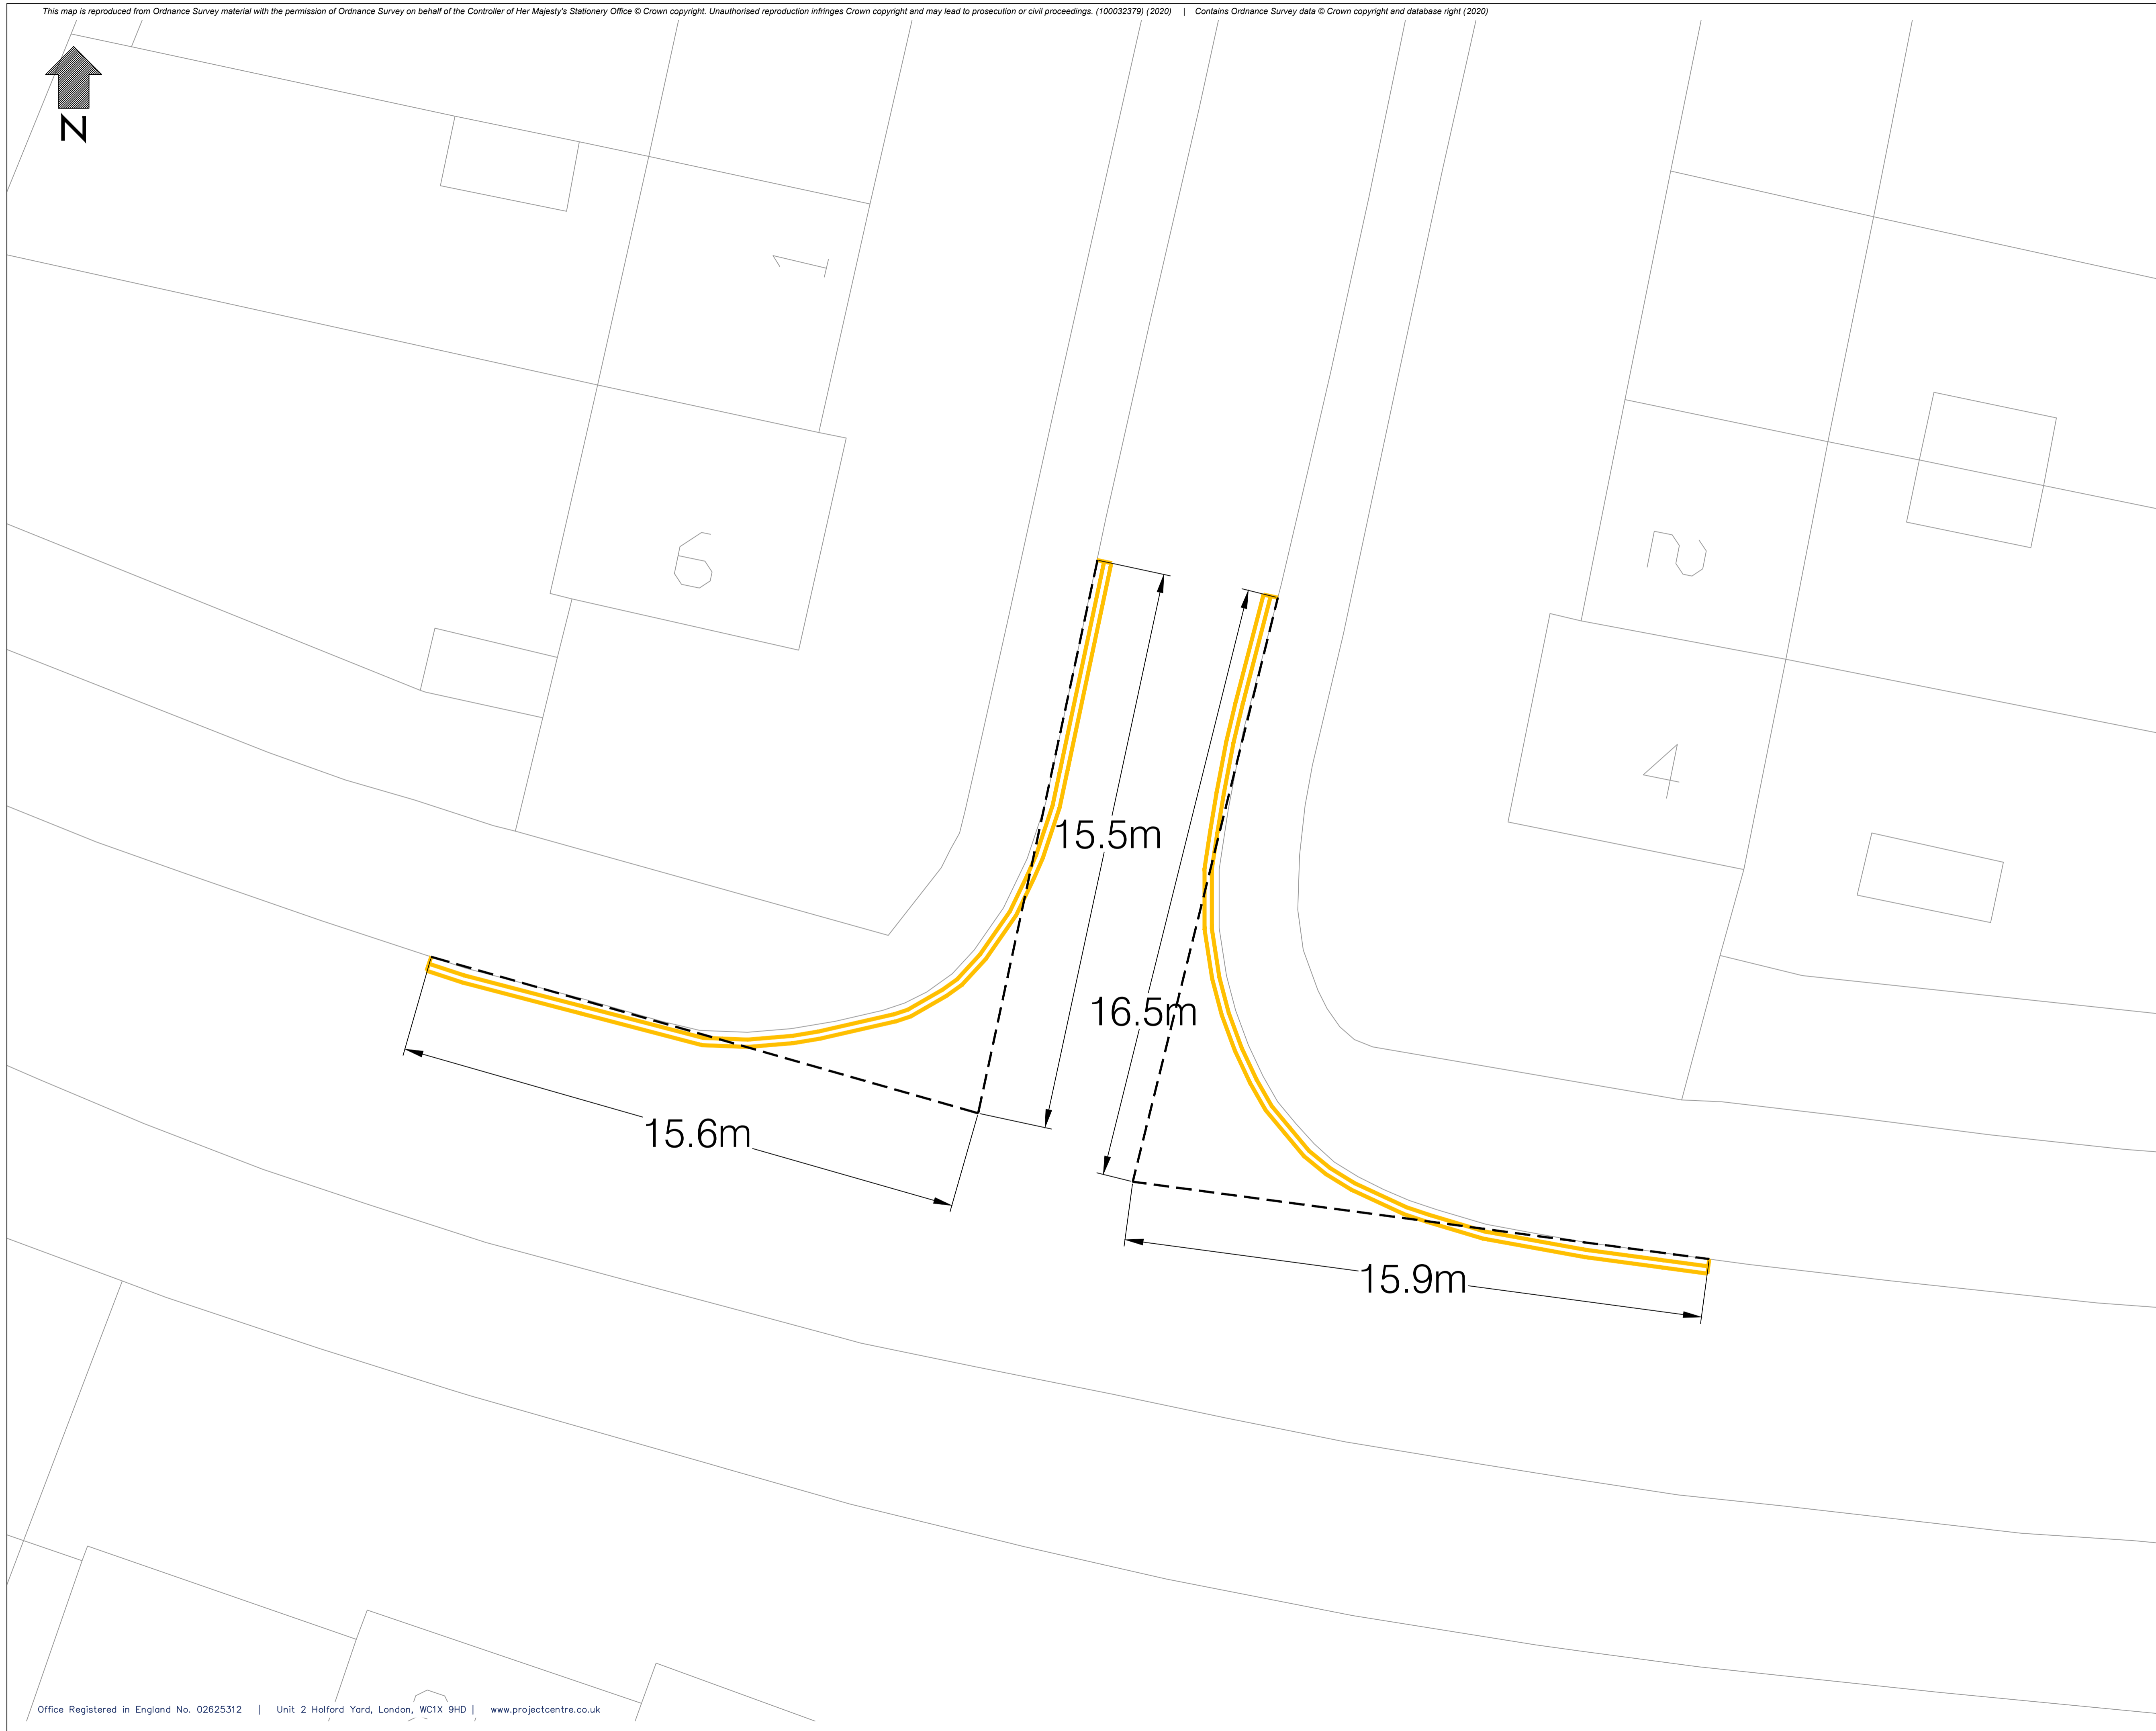 This map is reproduced from Ordnance Survey material with the permission of Ordnance Survey on behalf of the Controller of Her Majesty's Stationery Office © Crown copyright. Unauthorised reproduction infringes Crown copyright and may lead to prosecution or civil proceedings. (100032379) (2020) | Contains Ordnance Survey data © Crown copyright and database right (2020)
N
1
6
2
4
15.5m
16.5m
15.6m
15.9m
Office Registered in England No. 02625312 | Unit 2 Holford Yard, London, WC1X 9HD | www.projectcentre.co.uk